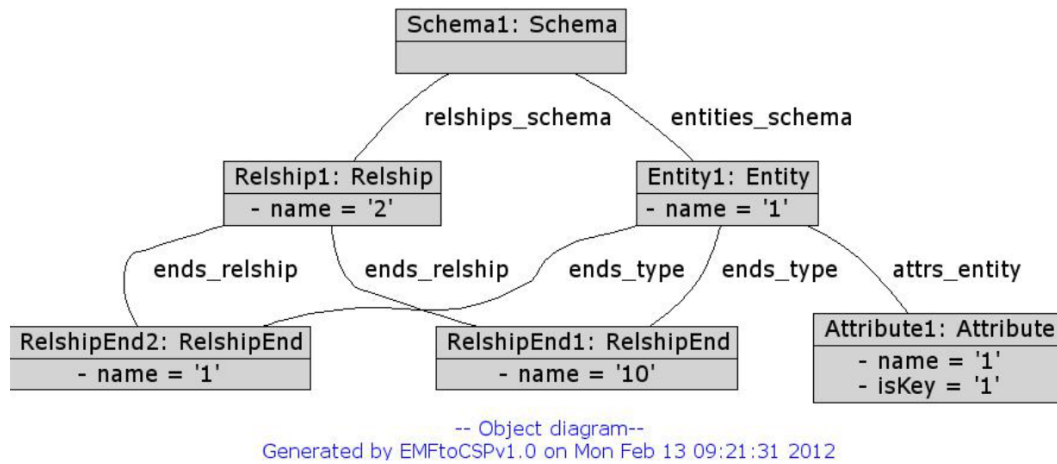 Schema1: Schema
relships_schema
entities_schema
Relship1: Relship
- name = '2'
Entity1: Entity
- name = '1'
ends_relship
ends_relship
ends_type
ends_type
attrs_entity
RelshipEnd2: RelshipEnd
- name = '1'
RelshipEnd1: RelshipEnd
- name = '10'
Attribute1: Attribute
- name = '1'
- isKey = '1'
-- Object diagram--
Generated by EMFtoCSPv1.0 on Mon Feb 13 09:21:31 2012